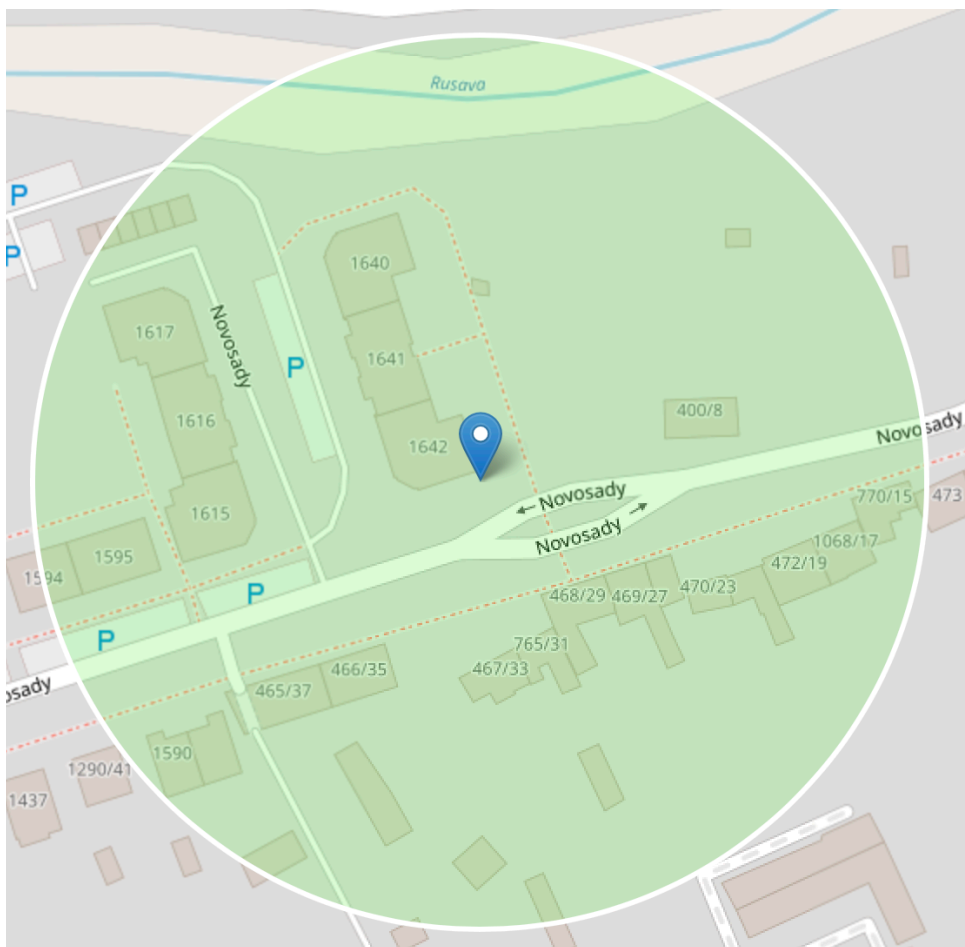 Rusava
P
P
1640
1617
Novosady
1641
P
1616
400/8
Novosady
1642
1615
← Novosady
770/15
473
Novosady →
1068/17
1595
472/19
1594
470/23
P
468/29
469/27
P
765/31
467/33
466/35
osady
465/37
1590
1290/41
1437